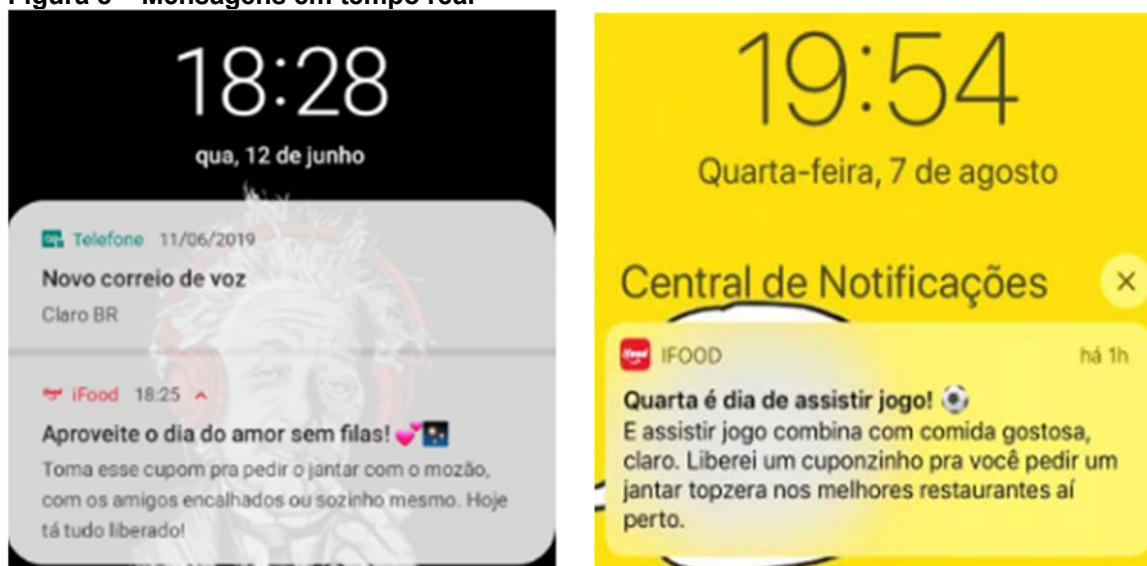 Figura 6 – Mensagens em tempo real
18:28
qua, 12 de junho
Telefone 11/06/2019
Novo correio de voz
Claro BR
iFood 18:25
Aproveite o dia do amor sem filas! 💕🌃
Toma esse cupom pra pedir o jantar com o mozão,
com os amigos encalhados ou sozinho mesmo. Hoje
tá tudo liberado!
19:54
Quarta-feira, 7 de agosto
Central de Notificações
iFood
IFOOD há 1h
Quarta é dia de assistir jogo! ⚽
E assistir jogo combina com comida gostosa,
claro. Liberei um cuponzinho pra você pedir um
jantar topzera nos melhores restaurantes aí
perto.